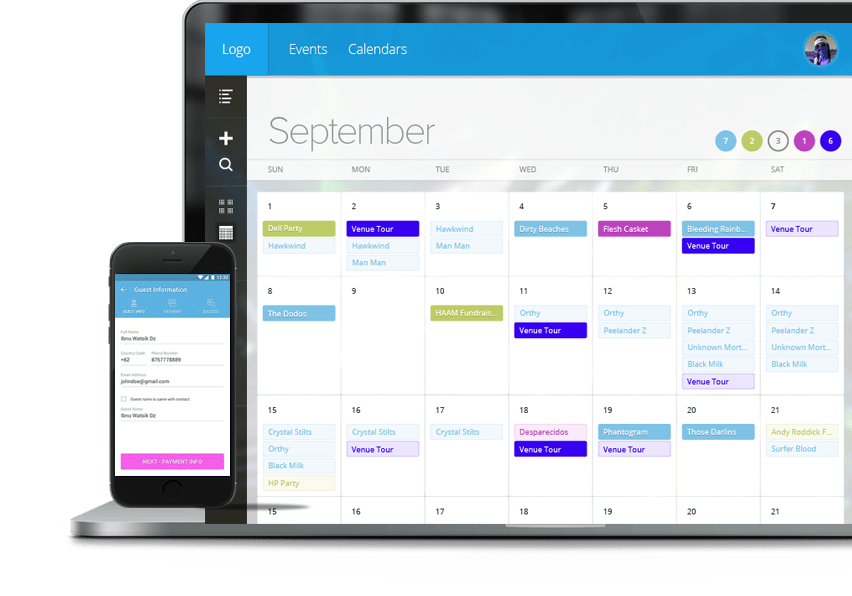 Logo Events Calendars
September
7 2 3 1 6
SUN MON TUE WED THU FRI SAT
1 2 3 4 5 6 7
Dell Party Venue Tour Hawkwind Dirty Beaches Flesh Casket Bleeding Rainb... Venue Tour
Hawkwind Hawkwind Man Man Venue Tour
Man Man
8 9 10 11 12 13 14
The Dodos HAAM Fundrais... Orthy Orthy Orthy Orthy
Venue Tour Peelander Z Peelander Z Peelander Z
Unknown Mort... Unknown Mort...
Black Milk Black Milk
Venue Tour
15 16 17 18 19 20 21
Crystal Stilts Crystal Stilts Crystal Stilts Desparecidos Phantogram Those Darlins Andy Roddick F...
Orthy Venue Tour Venue Tour Venue Tour Surfer Blood
Black Milk
HP Party
15 16 17 18 19 20 21
12:30
Guest Information
GUEST INFO PAYMENT SUCCESS
Full Name
Ibnu Watsik Dz
Country Code Phone Number
+62 8757778889
Email Address
johndoe@gmail.com
Guest name is same with contact
Guest Name
Ibnu Watsik Dz
NEXT - PAYMENT INFO